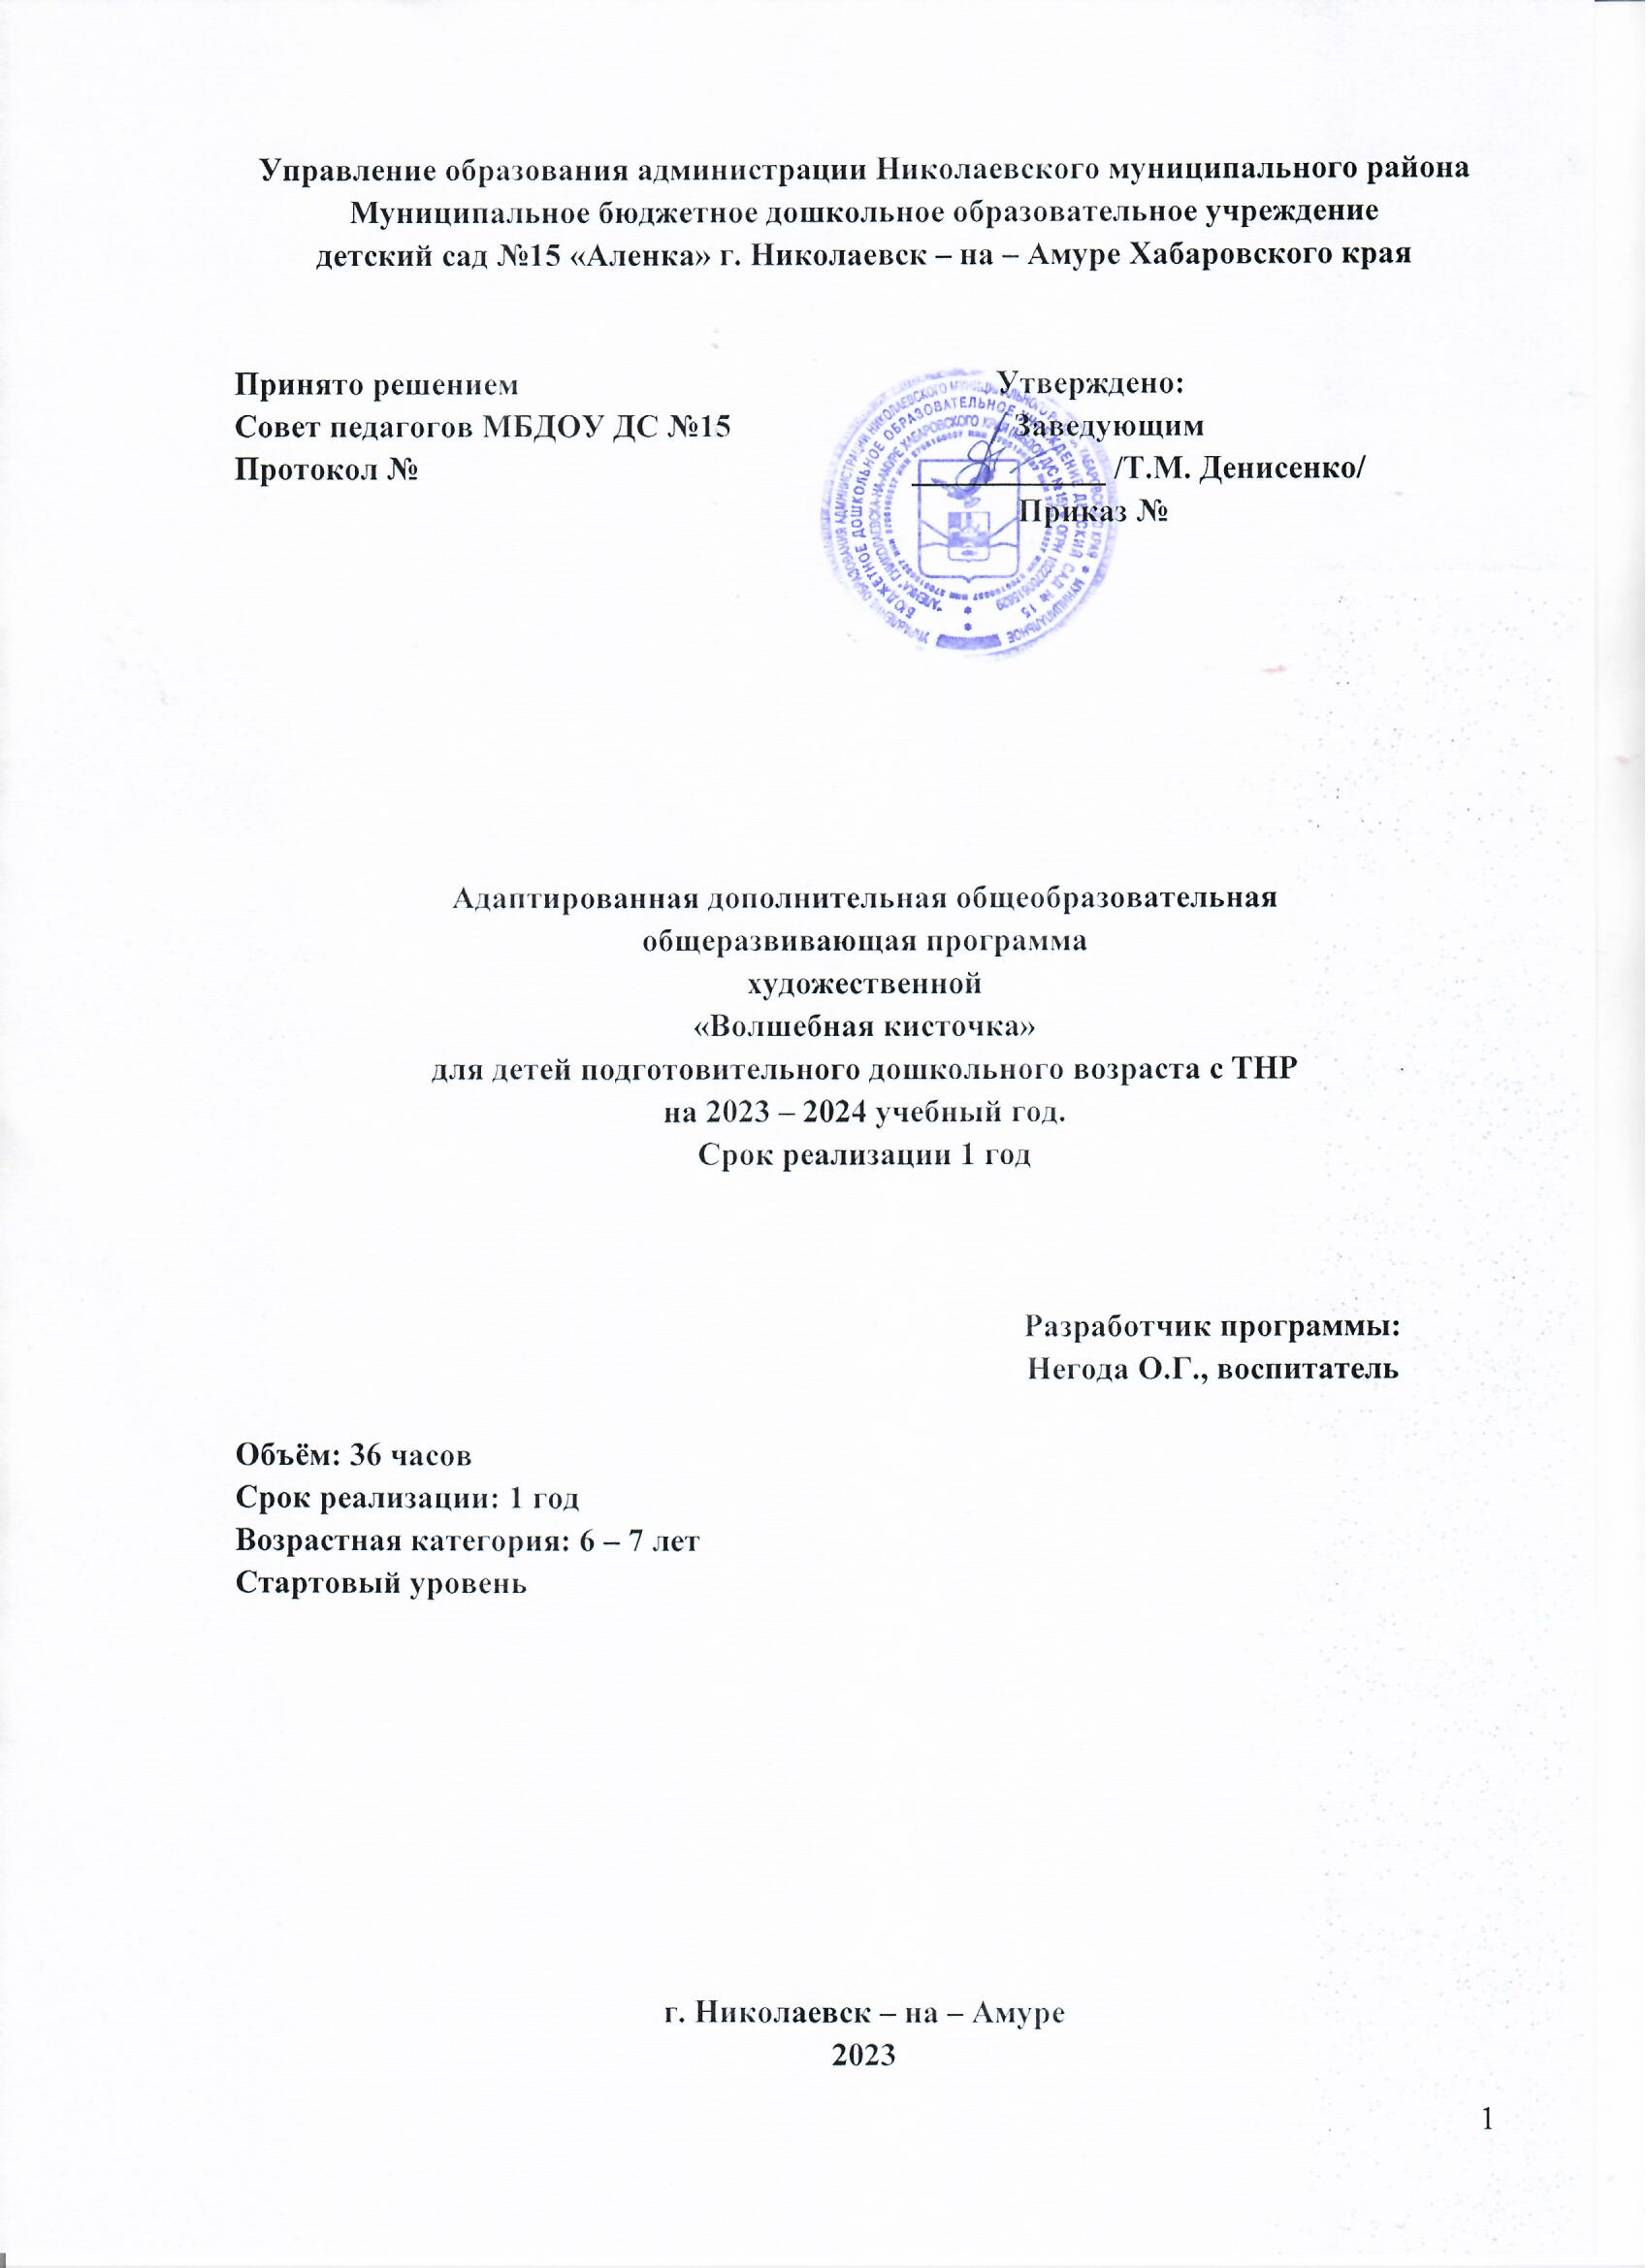 Управление образования администрации Николаевского муниципального района
Муниципальное бюджетное дошкольное образовательное учреждение
детский сад №15 «Аленка» г. Николаевск – на – Амуре Хабаровского края
Принято решением
Совет педагогов МБДОУ ДС №15
Протокол №
Утверждено:
Заведующим
/Т.М. Денисенко/
Приказ №
Адаптированная дополнительная общеобразовательная
общеразвивающая программа
художественной
«Волшебная кисточка»
для детей подготовительного дошкольного возраста с ТНР
на 2023 – 2024 учебный год.
Срок реализации 1 год
Разработчик программы:
Негода О.Г., воспитатель
Объём: 36 часов
Срок реализации: 1 год
Возрастная категория: 6 – 7 лет
Стартовый уровень
г. Николаевск – на – Амуре
2023
1